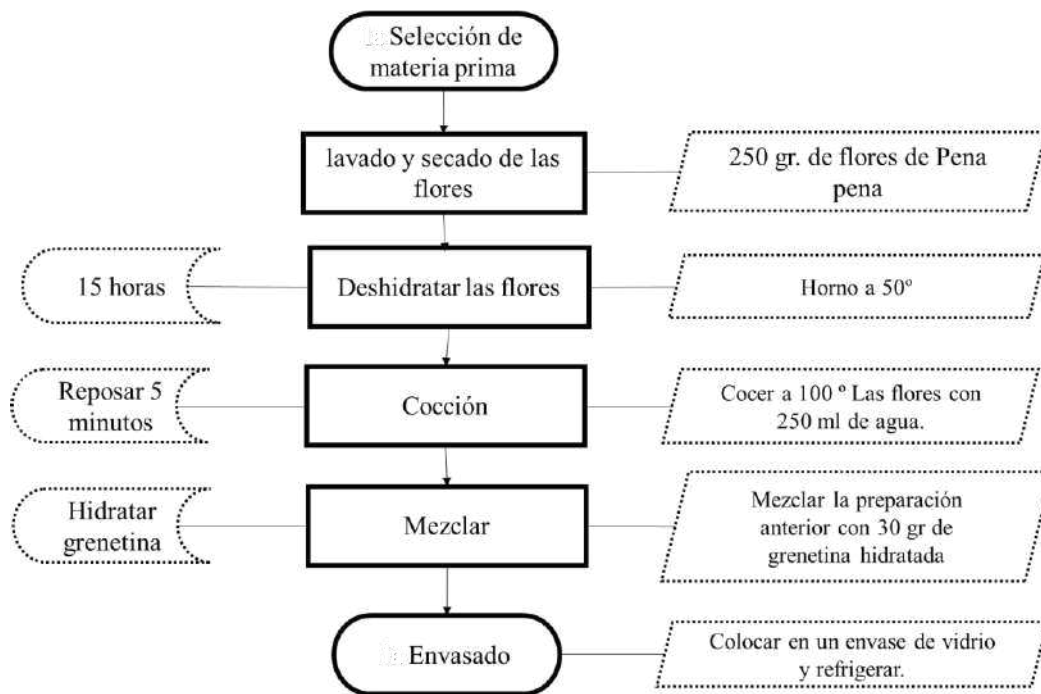 Selección de
materia prima
lavado y secado de las
flores
250 gr. de flores de Pena
pena
15 horas
Deshidratar las flores
Horno a 50º
Reposar 5
minutos
Cocción
Cocer a 100 º Las flores con
250 ml de agua.
Hidratar
grenetina
Mezclar
Mezclar la preparación
anterior con 30 gr de
grenetina hidratada
Envasado
Colocar en un envase de vidrio
y refrigerar.